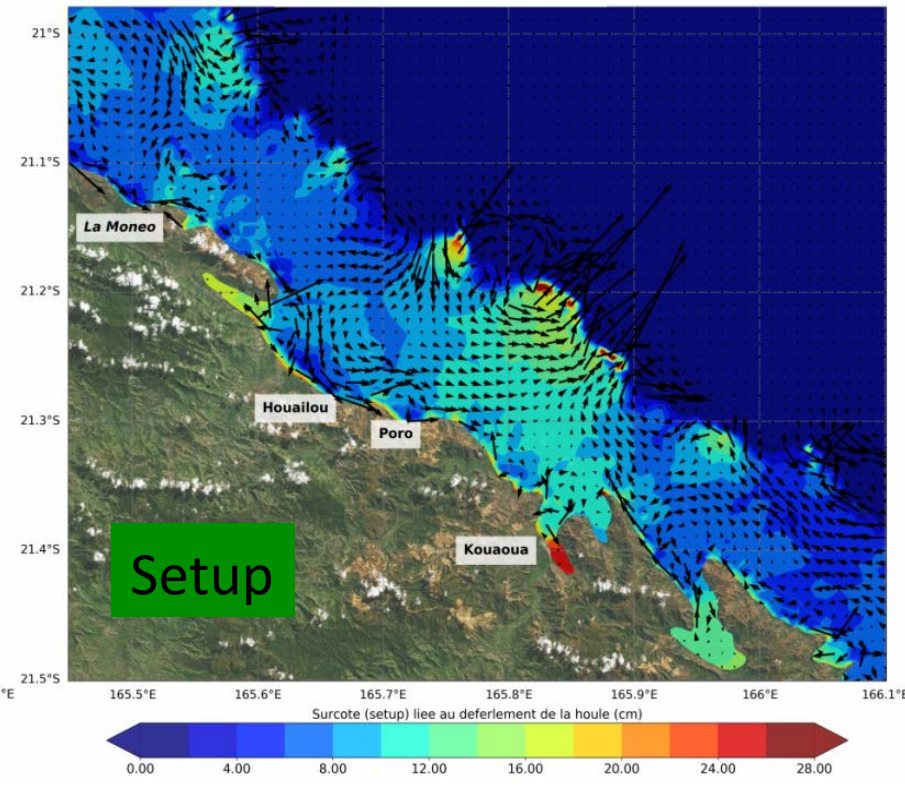 21°S
21.1°S
La Moneo
21.2°S
Houailou
21.3°S
Poro
Kouaoua
21.4°S
Setup
21.5°S
°E
165.5°E
165.6°E
165.7°E
165.8°E
165.9°E
166°E
166.1°E
Surcote (setup) liee au deferlement de la houle (cm)
0.00
4.00
8.00
12.00
16.00
20.00
24.00
28.00